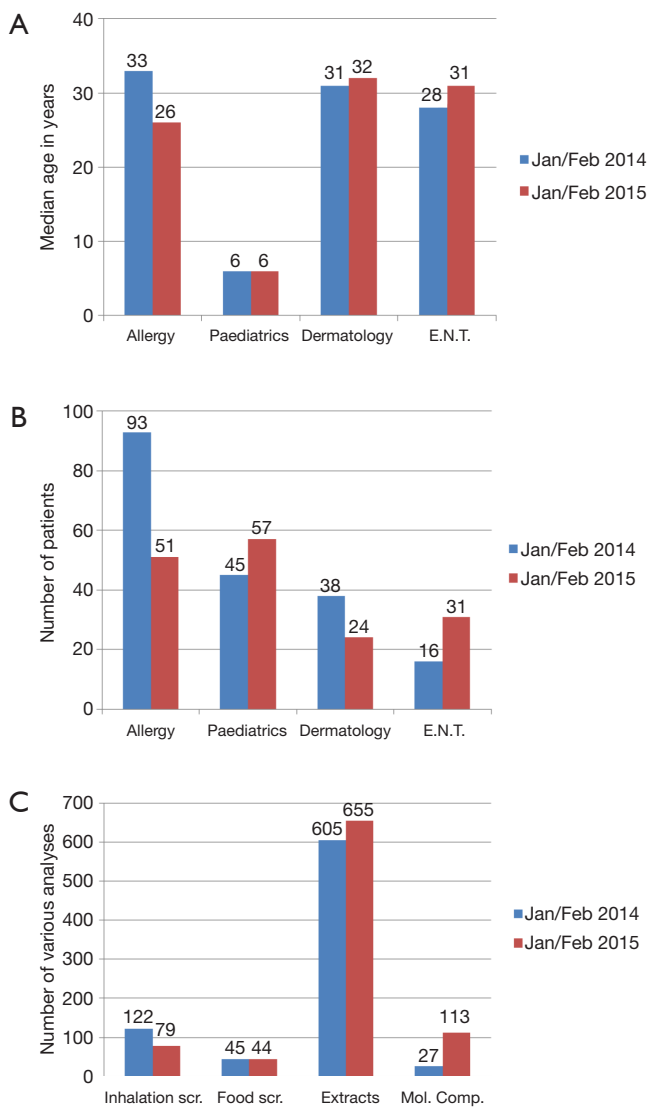 A
Median age in years
40
30
20
10
0
33
26
6
6
31
32
28
31
Allergy
Paediatrics
Dermatology
E.N.T.
Jan/Feb 2014
Jan/Feb 2015
B
Number of patients
100
80
60
40
20
0
93
51
45
57
38
24
16
31
Allergy
Paediatrics
Dermatology
E.N.T.
Jan/Feb 2014
Jan/Feb 2015
C
Number of various analyses
700
600
500
400
300
200
100
0
122
79
45
44
605
655
27
113
Inhalation scr.
Food scr.
Extracts
Mol. Comp.
Jan/Feb 2014
Jan/Feb 2015